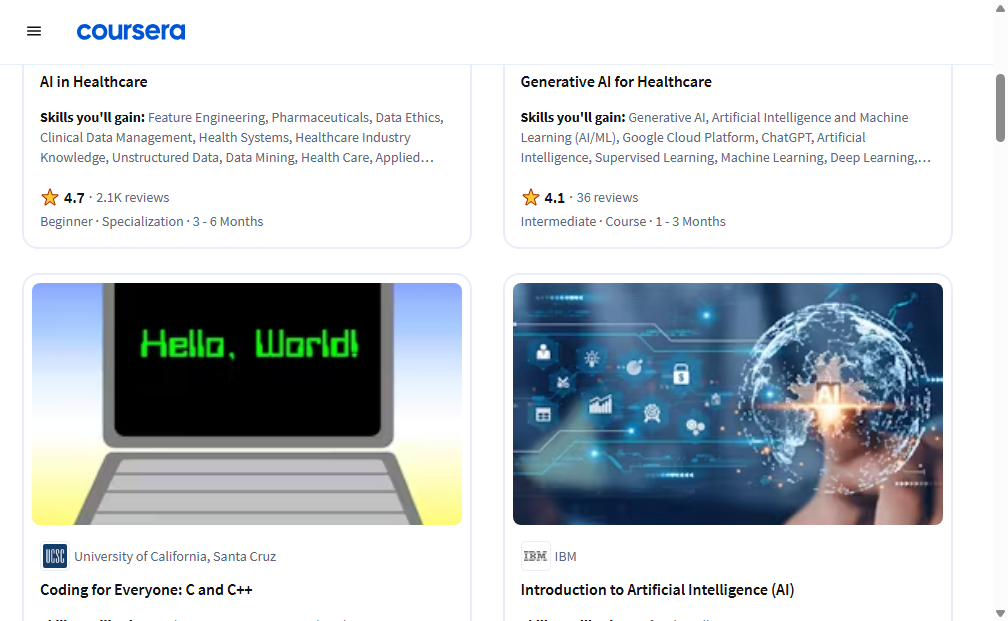 coursera
AI in Healthcare
Skills you'll gain: Feature Engineering, Pharmaceuticals, Data Ethics,
Clinical Data Management, Health Systems, Healthcare Industry
Knowledge, Unstructured Data, Data Mining, Health Care, Applied…
4.7 · 2.1K reviews
Beginner · Specialization · 3 - 6 Months
Generative AI for Healthcare
Skills you'll gain: Generative AI, Artificial Intelligence and Machine
Learning (AI/ML), Google Cloud Platform, ChatGPT, Artificial
Intelligence, Supervised Learning, Machine Learning, Deep Learning,…
4.1 · 36 reviews
Intermediate · Course · 1 - 3 Months
Hello, World!
UCSC University of California, Santa Cruz
Coding for Everyone: C and C++
AI
$
IBM IBM
Introduction to Artificial Intelligence (AI)